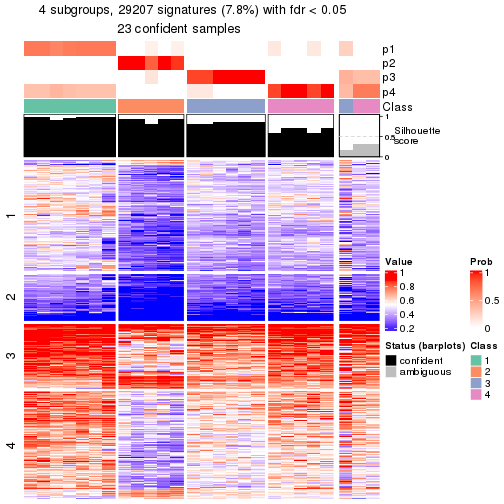 4 subgroups, 29207 signatures (7.8%) with fdr < 0.05
23 confident samples
p1
p2
p3
p4
Class
1
0.5
0
Silhouette
score
1
2
3
4
Value
1
0.8
0.6
0.4
0.2
Prob
1
0.5
0
Status (barplots)
confident
ambiguous
Class
1
2
3
4